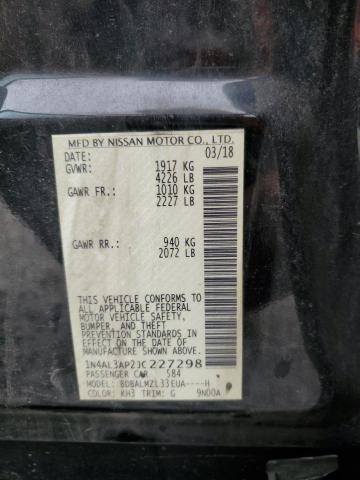 MFD BY NISSAN MOTOR CO., LTD.
DATE: 03/18
GVWR: 1917 KG
4226 LB
GAWR FR.: 1010 KG
2227 LB
GAWR RR.: 940 KG
2072 LB
THIS VEHICLE CONFORMS TO
ALL APPLICABLE FEDERAL
MOTOR VEHICLE SAFETY,
BUMPER, AND THEFT
PREVENTION STANDARDS IN
EFFECT ON THE DATE OF
MANUFACTURE SHOWN ABOVE.
1N4AL3AP2JC227298
PASSENGER CAR 584
MODEL: BDBALMZL33EUA----H
COLOR: KH3 TRIM: G 9N00A